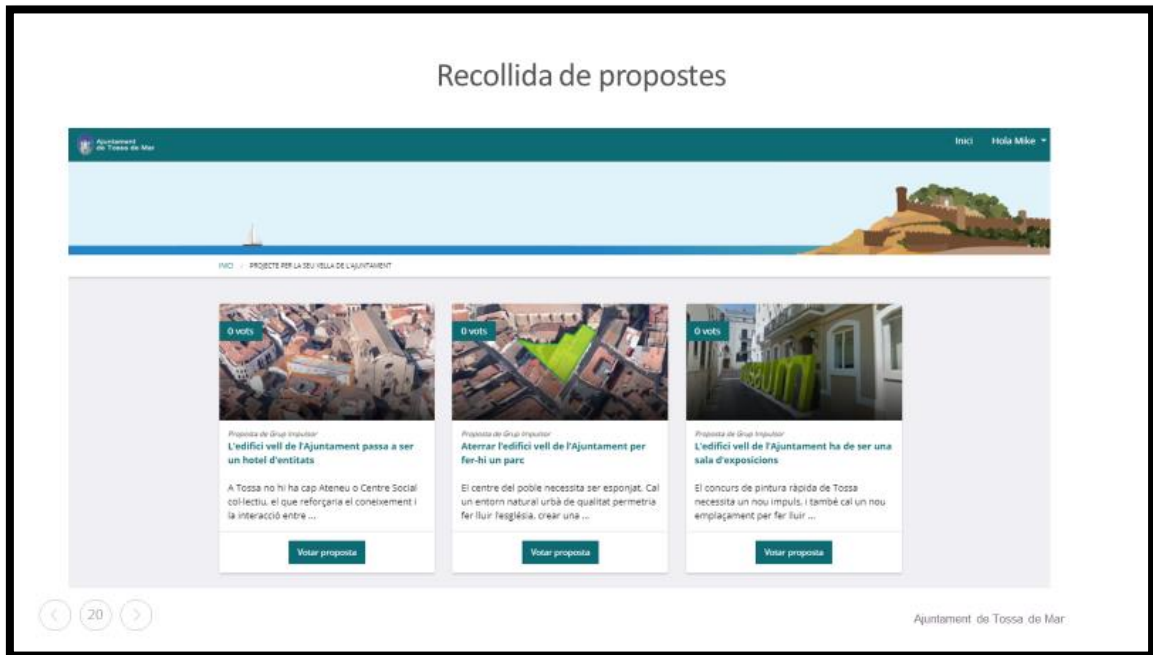 Recollida de propostes
Ajuntament
de Tossa de Mar
Inici Hola Mike
INICI PROJECTE PER LA SEU VELLA DE L'AJUNTAMENT
0 vots
Proposta de Grup Impulsor
L'edifici vell de l'Ajuntament passa a ser
un hotel d'entitats
A Tossa no hi ha cap Ateneu o Centre Social
col·lectiu, el que reforçaria el coneixement i
la interacció entre ...
Votar proposta
0 vots
Proposta de Grup Impulsor
Aterrar l'edifici vell de l'Ajuntament per
fer-hi un parc
El centre del poble necessita ser esponjat. Cal
un entorn natural urbà de qualitat permetria
fer lluir l'església, crear una ...
Votar proposta
0 vots
Proposta de Grup Impulsor
L'edifici vell de l'Ajuntament ha de ser una
sala d'exposicions
El concurs de pintura ràpida de Tossa
necessita un nou impuls, i també cal un nou
emplaçament per fer lluir ...
Votar proposta
20
Ajuntament de Tossa de Mar